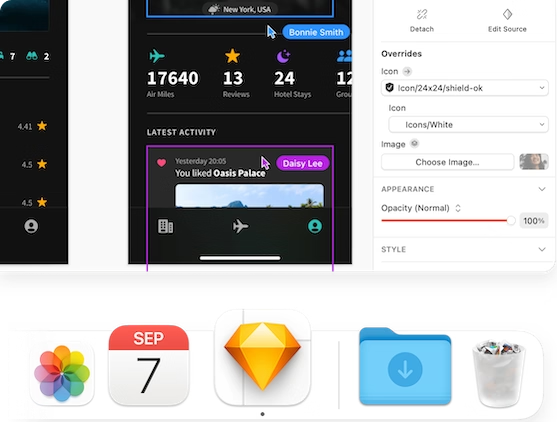 New York, USA
Bonnie Smith
7 2
17640 13 24 12
Air Miles Reviews Hotel Stays Grou
LATEST ACTIVITY
4.41
Yesterday 20:05
Daisy Lee
You liked Oasis Palace
4.5
4.5
Detach Edit Source
Overrides
Icon
Icon/24x24/shield-ok
Icon
Icons/White
Image
Choose Image...
APPEARANCE
Opacity (Normal)
100%
STYLE
SEP
7